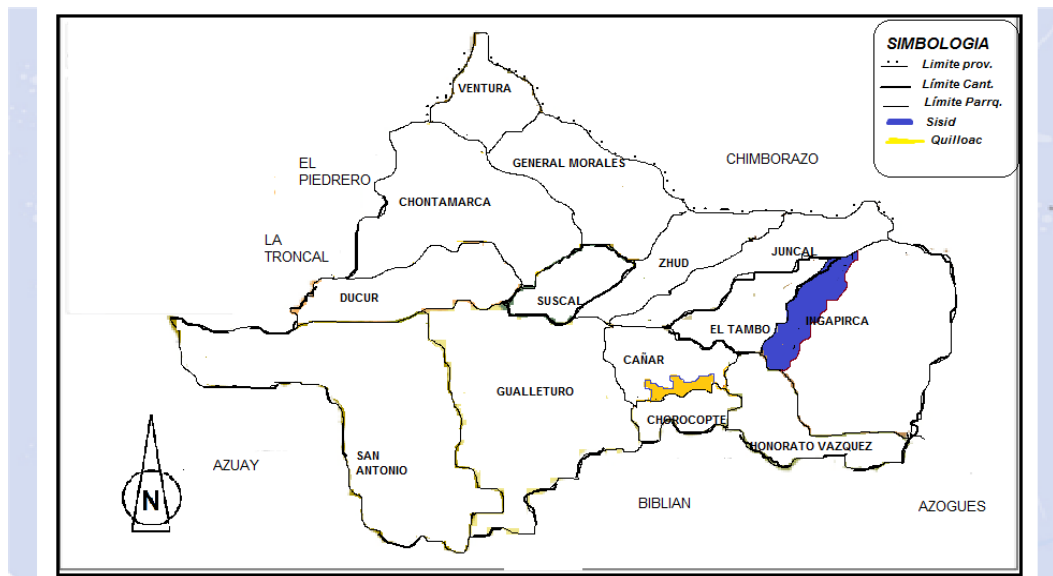 SIMBOLOGIA
Limite prov.
Límite Cant.
Límite Parrq.
Sisid
Quilloac
VENTURA
GENERAL MORALES
CHIMBORAZO
EL
PIEDRERO
CHONTAMARCA
LA
TRONCAL
JUNCAL
ZHUD
DUCUR
SUSCAL
EL TAMBO
INGAPIRCA
CAÑAR
GUALLETURO
CHOROCOPTE
HONORATO VAZQUEZ
SAN
ANTONIO
AZUAY
N
BIBLIAN
AZOGUES